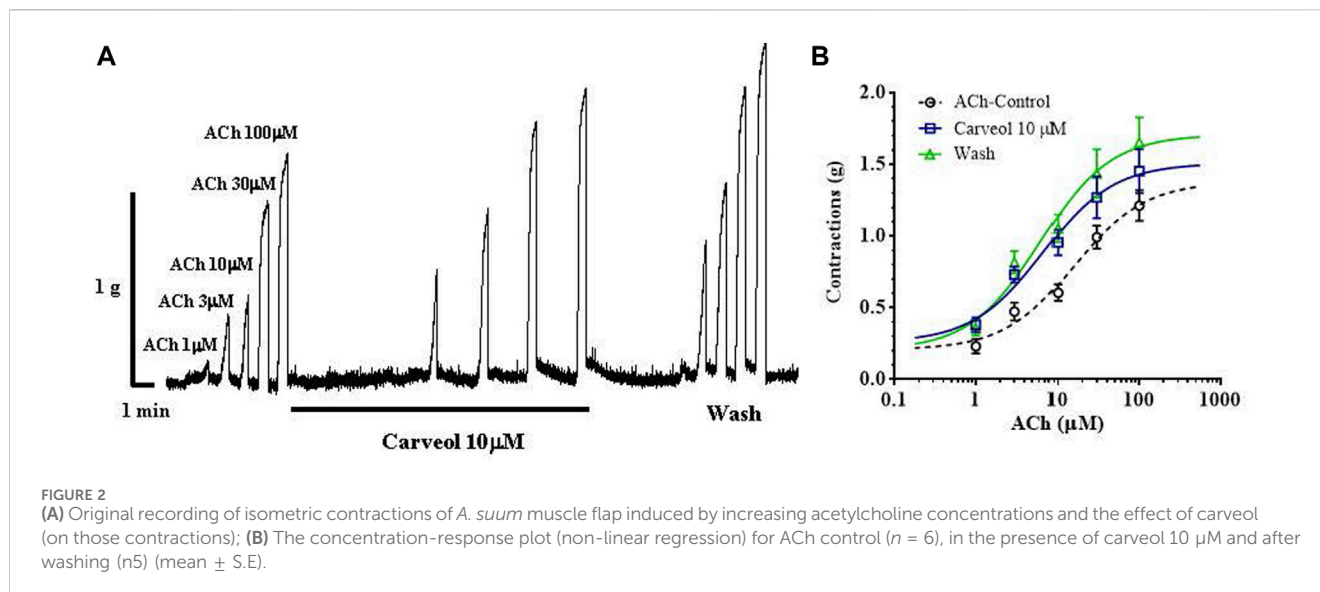 A
ACh 100µM
ACh 30µM
ACh 10µM
ACh 3µM
ACh 1µM
1 g
1 min
Carveol 10µM
Wash
B
2.0
1.5
1.0
0.5
0.0
Contractions (g)
ACh-Control
Carveol 10 µM
Wash
0.1
1
10
100
1000
ACh (µM)
FIGURE 2
(A) Original recording of isometric contractions of A. suum muscle flap induced by increasing acetylcholine concentrations and the effect of carveol
(on those contractions); (B) The concentration-response plot (non-linear regression) for ACh control (n = 6), in the presence of carveol 10 µM and after
washing (n5) (mean ± S.E).